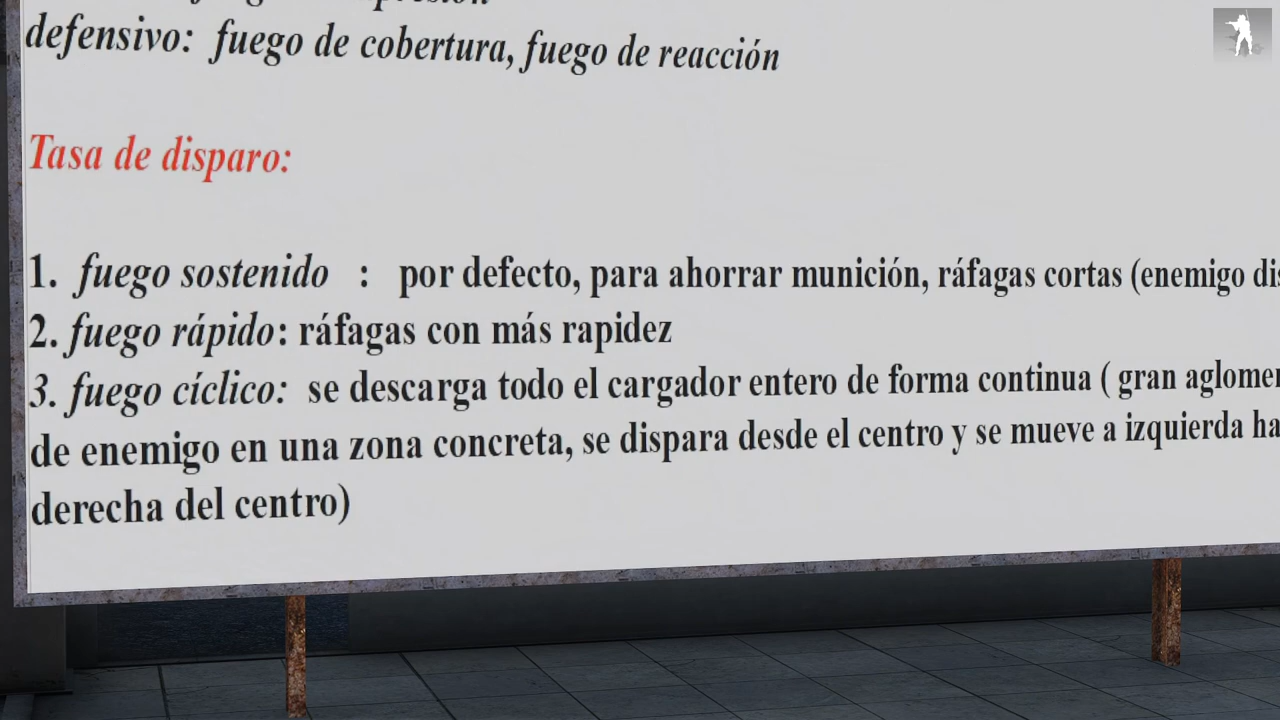 defensivo: fuego de cobertura, fuego de reacción
Tasa de disparo:
1. fuego sostenido : por defecto, para ahorrar munición, ráfagas cortas (enemigo
2. fuego rápido: ráfagas con más rapidez
3. fuego cíclico: se descarga todo el cargador entero de forma continua ( gran
de enemigo en una zona concreta, se dispara desde el centro y se mueve a izquierda
derecha del centro)